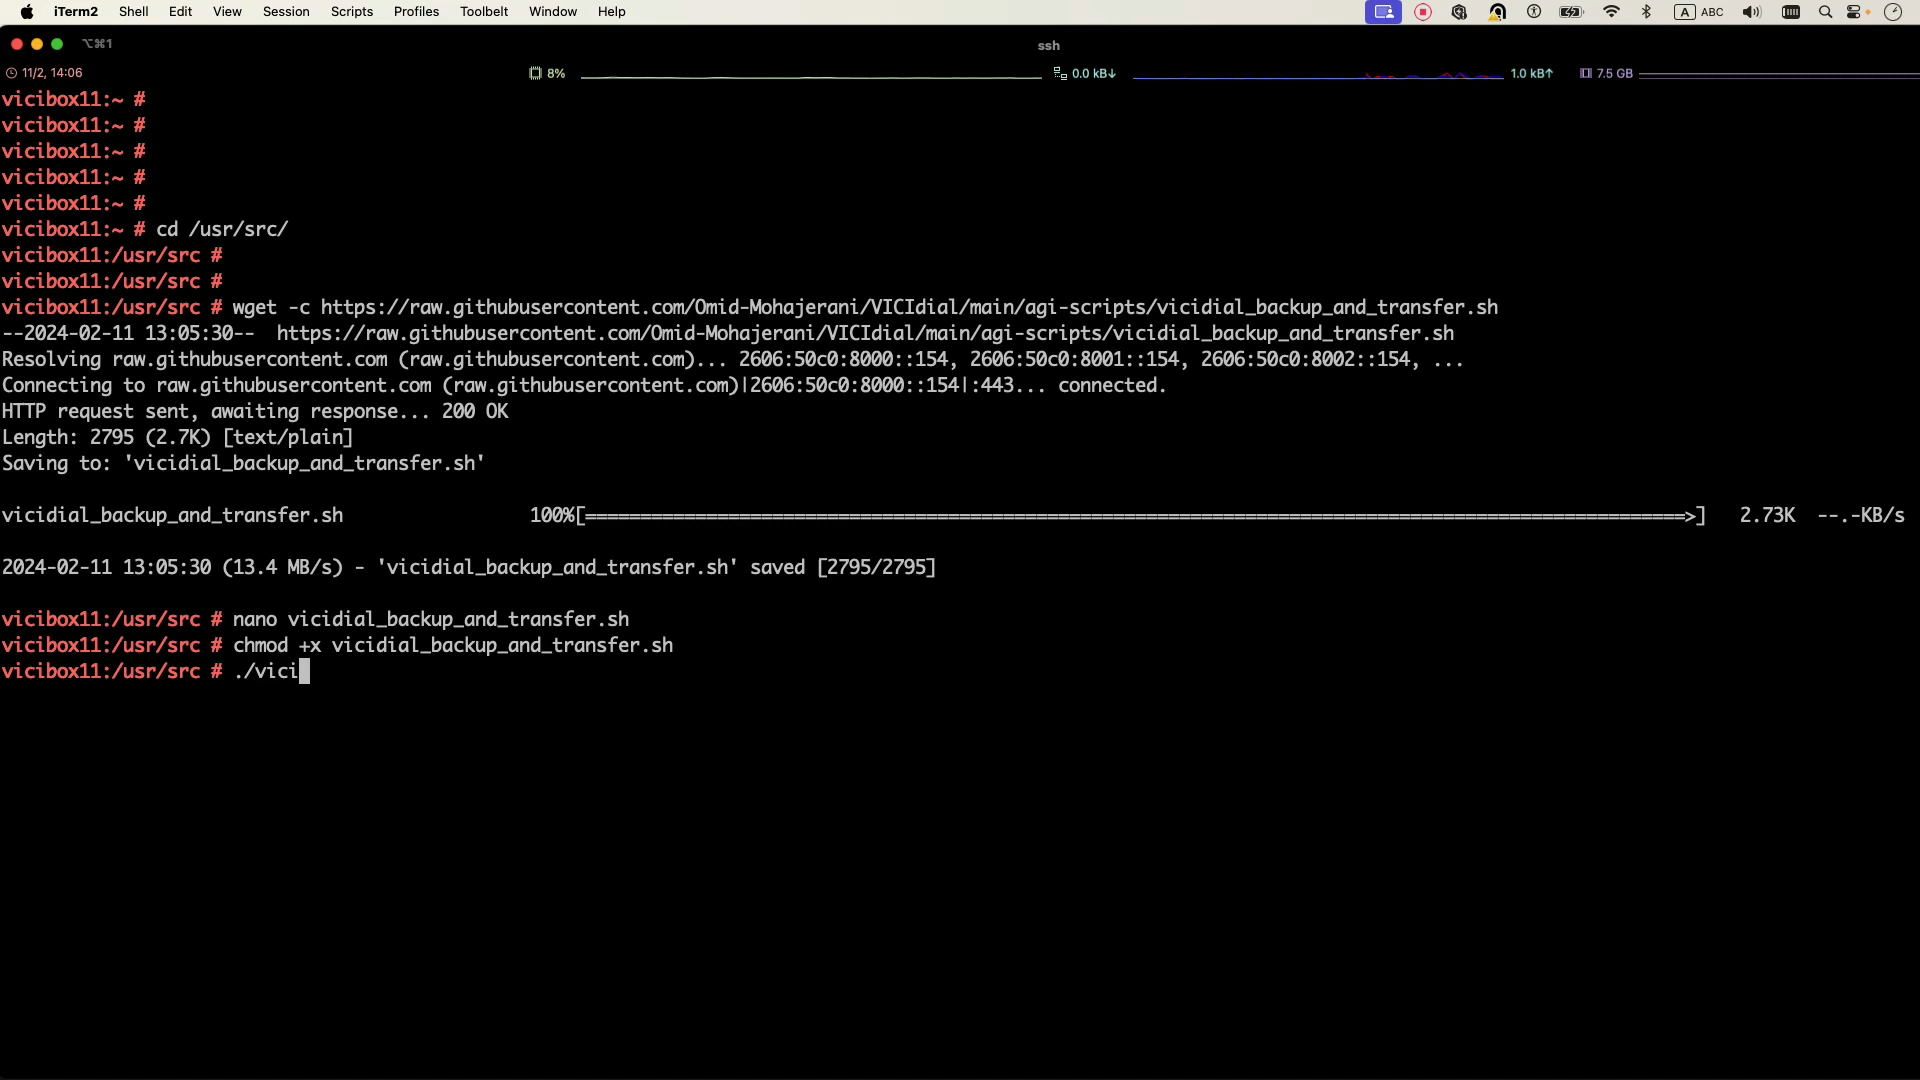 iTerm2 Shell Edit View Session Scripts Profiles Toolbelt Window Help A ABC
⌥⌘1 ssh
11/2, 14:06 8% 0.0 kB↓ 1.0 kB↑ 7.5 GB
vicibox11:~ #
vicibox11:~ #
vicibox11:~ #
vicibox11:~ #
vicibox11:~ #
vicibox11:~ # cd /usr/src/
vicibox11:/usr/src #
vicibox11:/usr/src #
vicibox11:/usr/src # wget -c https://raw.githubusercontent.com/Omid-Mohajerani/VICIdial/main/agi-scripts/vicidial_backup_and_transfer.sh
--2024-02-11 13:05:30--  https://raw.githubusercontent.com/Omid-Mohajerani/VICIdial/main/agi-scripts/vicidial_backup_and_transfer.sh
Resolving raw.githubusercontent.com (raw.githubusercontent.com)... 2606:50c0:8000::154, 2606:50c0:8001::154, 2606:50c0:8002::154, ...
Connecting to raw.githubusercontent.com (raw.githubusercontent.com)|2606:50c0:8000::154|:443... connected.
HTTP request sent, awaiting response... 200 OK
Length: 2795 (2.7K) [text/plain]
Saving to: 'vicidial_backup_and_transfer.sh'
vicidial_backup_and_transfer.sh 100%[====================================================================================================>] 2.73K --.-KB/s
2024-02-11 13:05:30 (13.4 MB/s) - 'vicidial_backup_and_transfer.sh' saved [2795/2795]
vicibox11:/usr/src # nano vicidial_backup_and_transfer.sh
vicibox11:/usr/src # chmod +x vicidial_backup_and_transfer.sh
vicibox11:/usr/src # ./vici